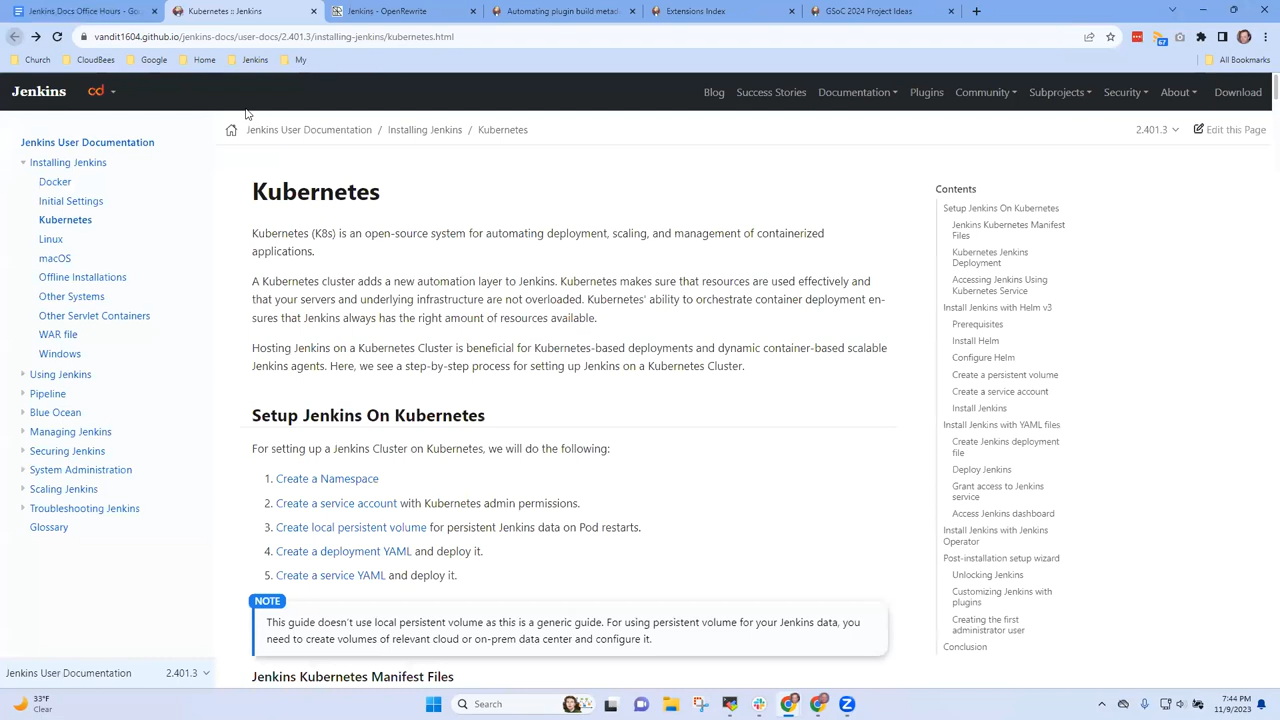 Jenkins Docs Office Hours - Go
Kubernetes :: Jenkins
Jenkins - OpenRewrite
Automating plugin build metad
Extensions Index
GSoC 2024 Project Ideas
vandit1604.github.io/jenkins-docs/user-docs/2.401.3/installing-jenkins/kubernetes.html
67
Church
CloudBees
Google
Home
Jenkins
My
All Bookmarks
Jenkins
cd
Blog
Success Stories
Documentation
Plugins
Community
Subprojects
Security
About
Download
Jenkins User Documentation / Installing Jenkins / Kubernetes
2.401.3
Edit this Page
Jenkins User Documentation
Installing Jenkins
Docker
Initial Settings
Kubernetes
Linux
macOS
Offline Installations
Other Systems
Other Servlet Containers
WAR file
Windows
Using Jenkins
Pipeline
Blue Ocean
Managing Jenkins
Securing Jenkins
System Administration
Scaling Jenkins
Troubleshooting Jenkins
Glossary
Jenkins User Documentation
2.401.3
Kubernetes
Kubernetes (K8s) is an open-source system for automating deployment, scaling, and management of containerized
applications.
A Kubernetes cluster adds a new automation layer to Jenkins. Kubernetes makes sure that resources are used effectively and
that your servers and underlying infrastructure are not overloaded. Kubernetes' ability to orchestrate container deployment en-
sures that Jenkins always has the right amount of resources available.
Hosting Jenkins on a Kubernetes Cluster is beneficial for Kubernetes-based deployments and dynamic container-based scalable
Jenkins agents. Here, we see a step-by-step process for setting up Jenkins on a Kubernetes Cluster.
Setup Jenkins On Kubernetes
For setting up a Jenkins Cluster on Kubernetes, we will do the following:
1. Create a Namespace
2. Create a service account with Kubernetes admin permissions.
3. Create local persistent volume for persistent Jenkins data on Pod restarts.
4. Create a deployment YAML and deploy it.
5. Create a service YAML and deploy it.
NOTE
This guide doesn't use local persistent volume as this is a generic guide. For using persistent volume for your Jenkins data, you
need to create volumes of relevant cloud or on-prem data center and configure it.
Jenkins Kubernetes Manifest Files
Contents
Setup Jenkins On Kubernetes
Jenkins Kubernetes Manifest
Files
Kubernetes Jenkins
Deployment
Accessing Jenkins Using
Kubernetes Service
Install Jenkins with Helm v3
Prerequisites
Install Helm
Configure Helm
Create a persistent volume
Create a service account
Install Jenkins
Install Jenkins with YAML files
Create Jenkins deployment
file
Deploy Jenkins
Grant access to Jenkins
service
Access Jenkins dashboard
Install Jenkins with Jenkins
Operator
Post-installation setup wizard
Unlocking Jenkins
Customizing Jenkins with
plugins
Creating the first
administrator user
Conclusion
33°F
Clear
Search
7:44 PM
11/9/2023